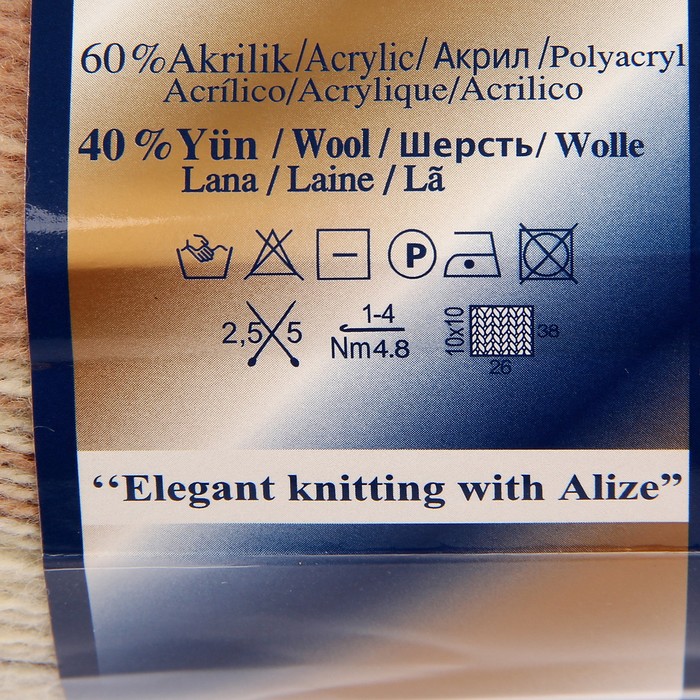 60%Akrilik/Acrylic/Акрил/Polyacryl
Acrílico/Acrylique/Acrilico
40%Yün / Wool / Шерсть/ Wolle
Lana / Laine / Lã
P
2,5 5
1-4
Nm4.8
10x10
38
26
“Elegant knitting with Alize”